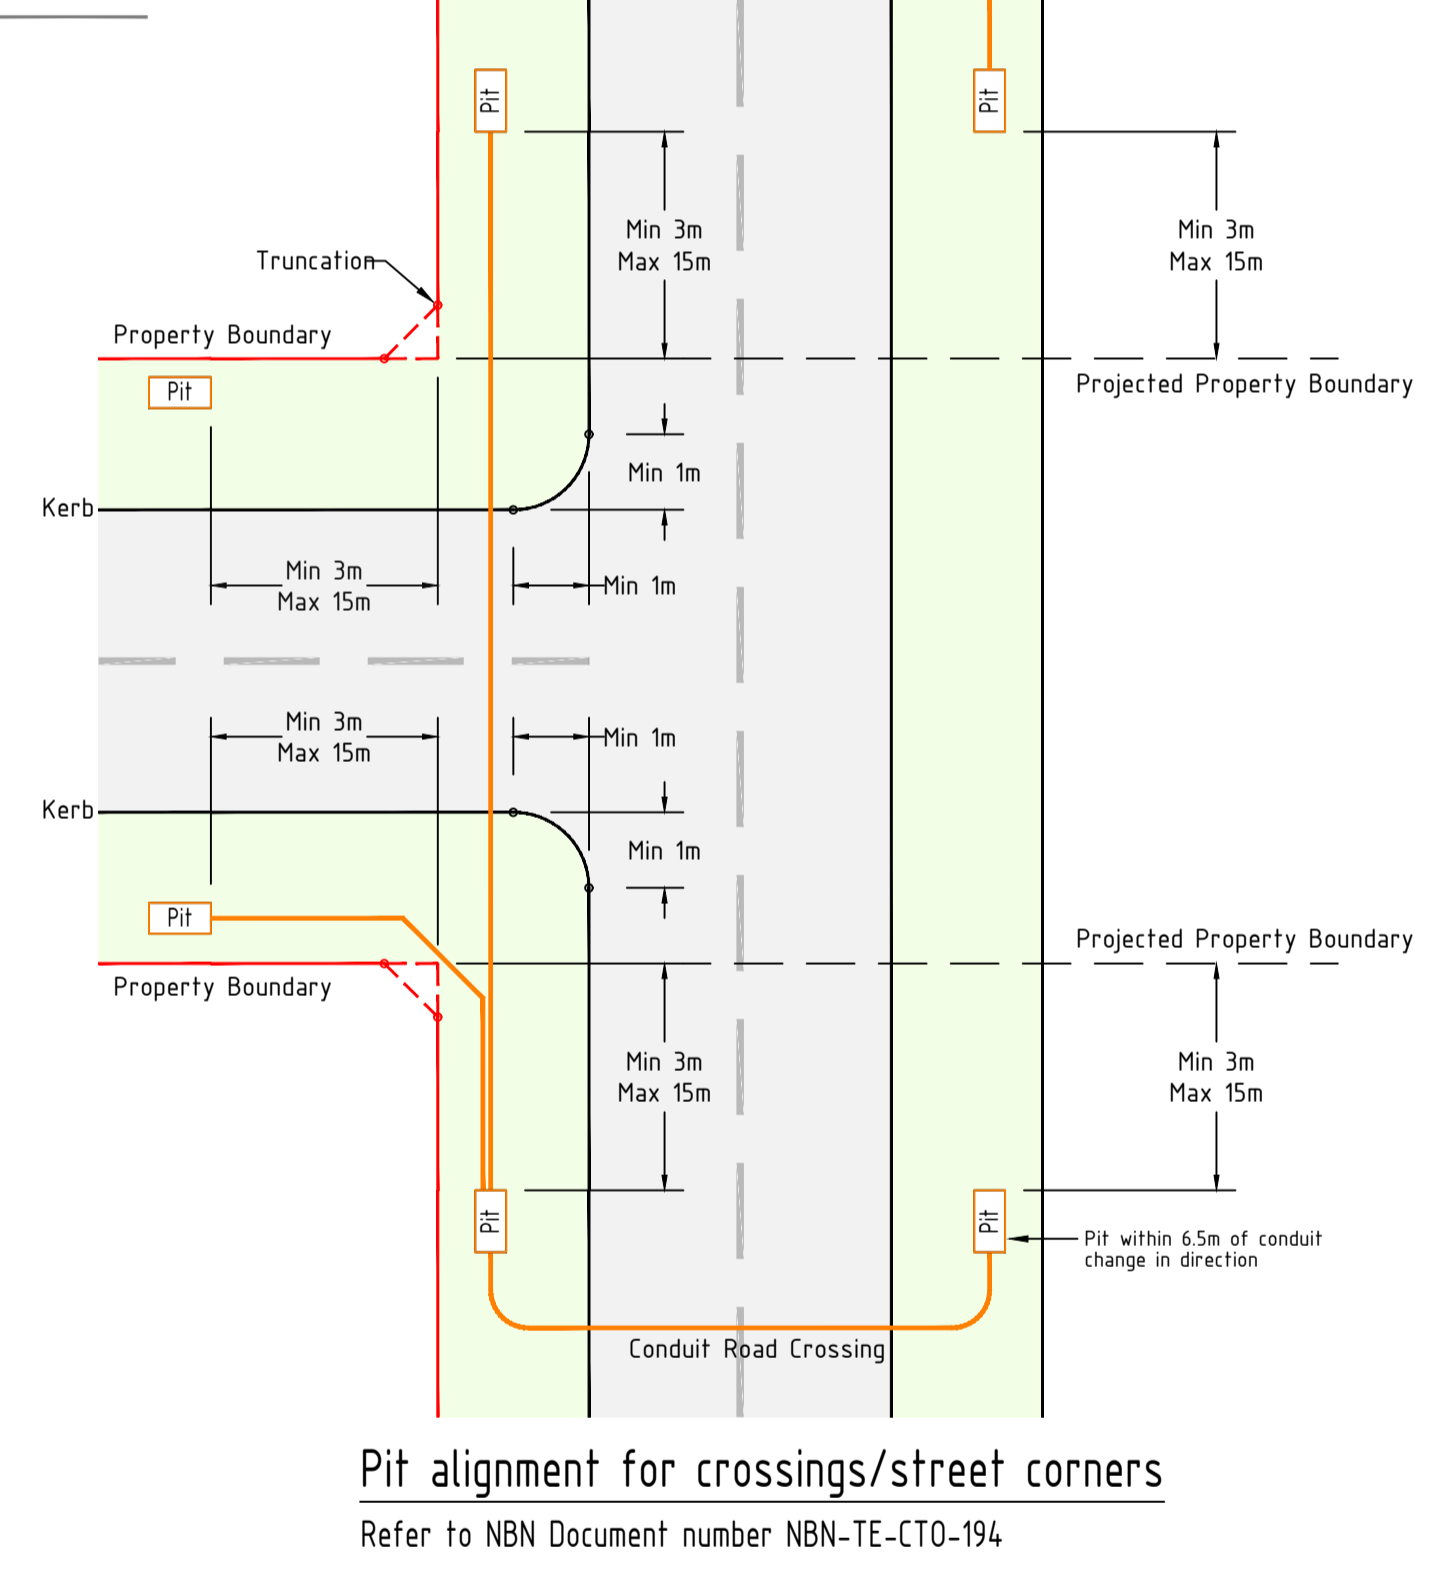 Pit
Pit
Min 3m
Max 15m
Min 3m
Max 15m
Truncation
Property Boundary
Projected Property Boundary
Pit
Min 1m
Kerb
Min 3m
Max 15m
Min 1m
Min 3m
Max 15m
Min 1m
Kerb
Min 1m
Pit
Projected Property Boundary
Property Boundary
Min 3m
Max 15m
Min 3m
Max 15m
Pit
Pit
Pit within 6.5m of conduit
change in direction
Conduit Road Crossing
Pit alignment for crossings/street corners
Refer to NBN Document number NBN-TE-CTO-194